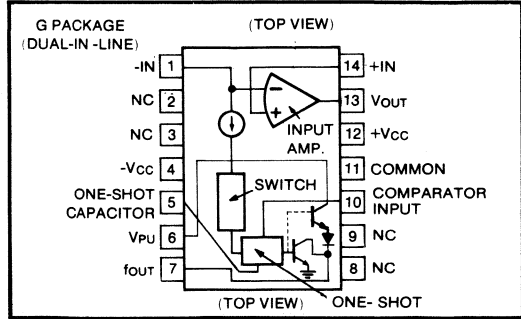 G PACKAGE
(DUAL-IN -LINE)
(TOP VIEW)
-IN 1
NC 2
NC 3
-VCC 4
ONE-SHOT
CAPACITOR
5
VPU 6
fOUT 7
14 +IN
13 VOUT
12 +VCC
11 COMMON
10 COMPARATOR
INPUT
9 NC
8 NC
INPUT
AMP.
SWITCH
(TOP VIEW)
ONE- SHOT
− 
+